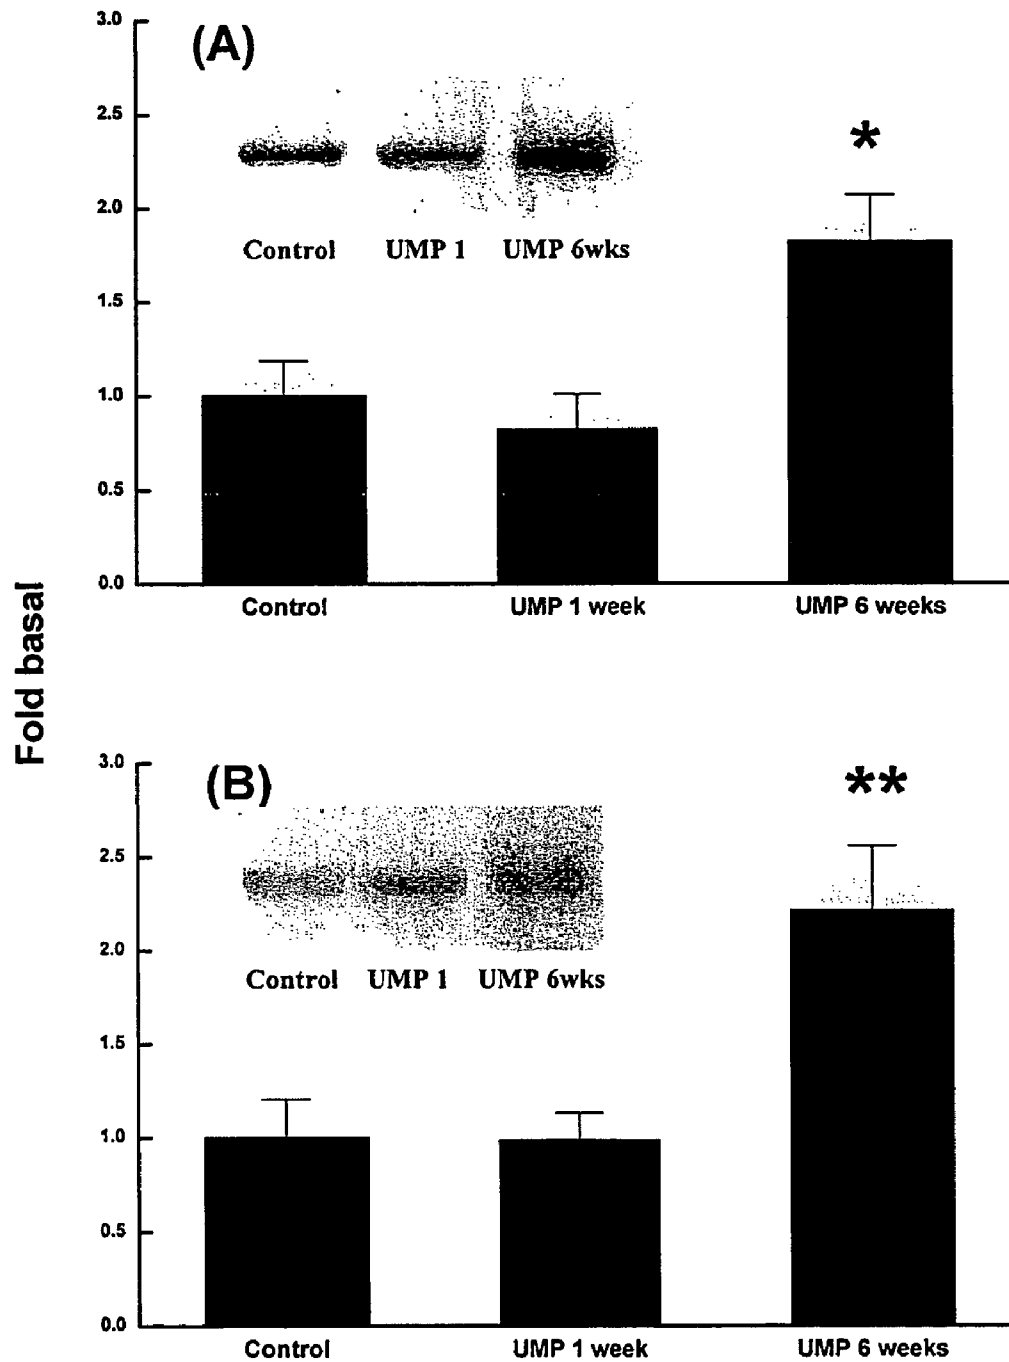 Fold basal
(A)
3.0
2.5
2.0
1.5
1.0
0.5
0.0
*
Control UMP 1 UMP 6wks
Control UMP 1 week UMP 6 weeks
(B)
3.0
2.5
2.0
1.5
1.0
0.5
0.0
**
Control UMP 1 UMP 6wks
Control UMP 1 week UMP 6 weeks